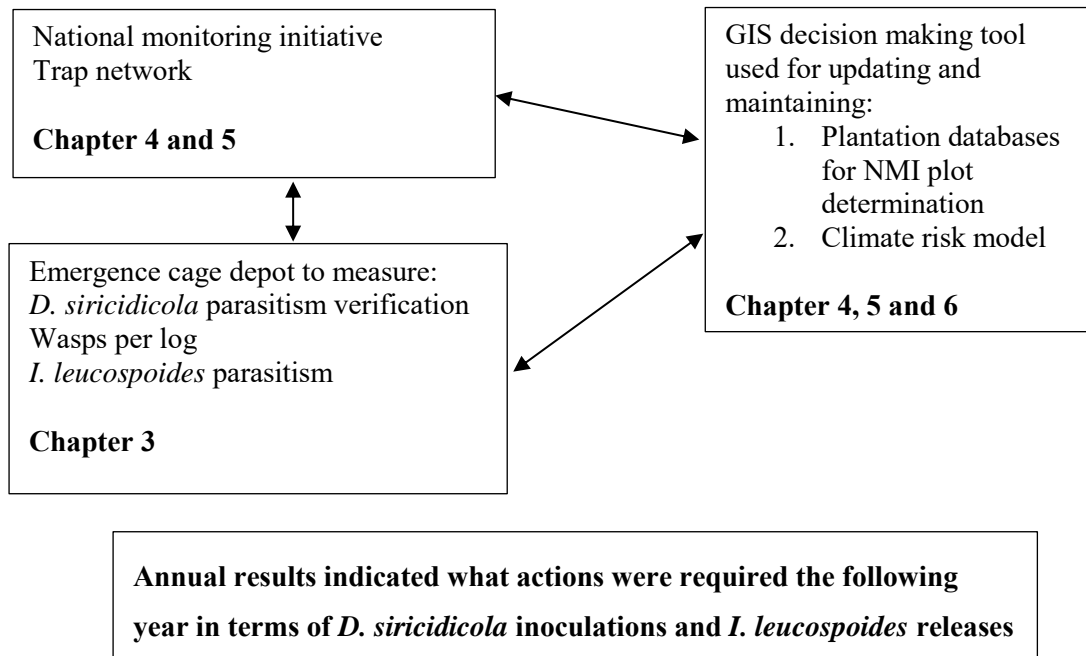 National monitoring initiative
Trap network
Chapter 4 and 5
GIS decision making tool
used for updating and
maintaining:
1. Plantation databases
for NMI plot
determination
2. Climate risk model
Chapter 4, 5 and 6
Emergence cage depot to measure:
D. siricidicola parasitism verification
Wasps per log
I. leucospoides parasitism
Chapter 3
Annual results indicated what actions were required the following
year in terms of D. siricidicola inoculations and I. leucospoides releases